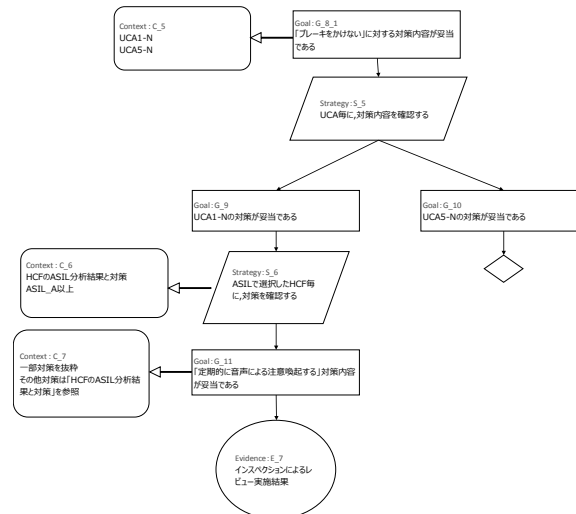 Context : C_5
UCA1-N
UCA5-N
Goal: G_8_1
「ブレーキをかけない」に対する対策内容が妥当
である
Strategy: S_5
UCA毎に,対策内容を確認する
Goal: G_9
UCA1-Nの対策が妥当である
Goal: G_10
UCA5-Nの対策が妥当である
Context : C_6
HCFのASIL分析結果と対策
ASIL_A以上
Strategy: S_6
ASILで選択したHCF毎
に,対策を確認する
Context : C_7
一部対策を抜粋
その他対策は「HCFのASIL分析結
果と対策」を参照
Goal: G_11
「定期的に音声による注意喚起する」対策内容
が妥当である
Evidence : E_7
インスペクションによるレ
ビュー実施結果